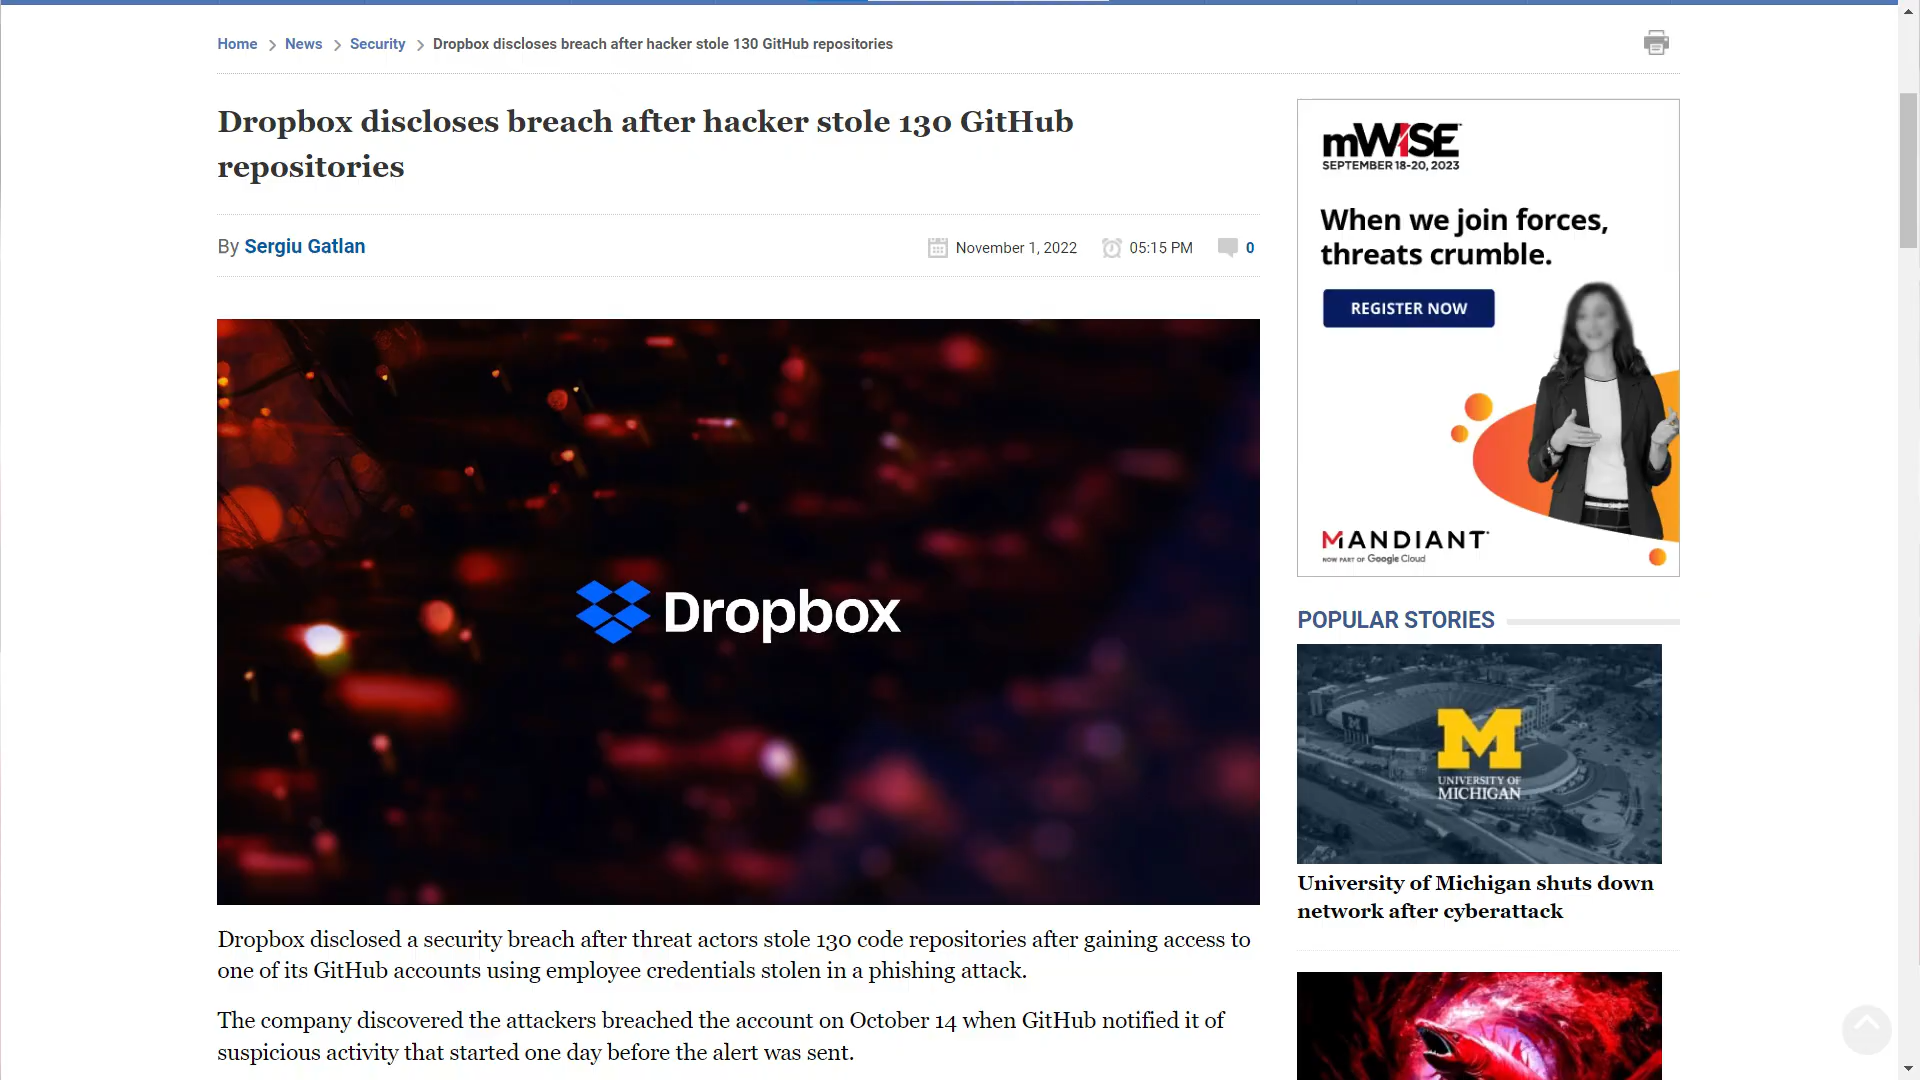 Home > News > Security > Dropbox discloses breach after hacker stole 130 GitHub repositories
Dropbox discloses breach after hacker stole 130 GitHub
repositories
By Sergiu Gatlan
November 1, 2022
05:15 PM
0
Dropbox
Dropbox disclosed a security breach after threat actors stole 130 code repositories after gaining access to
one of its GitHub accounts using employee credentials stolen in a phishing attack.
The company discovered the attackers breached the account on October 14 when GitHub notified it of
suspicious activity that started one day before the alert was sent.
mWISE
SEPTEMBER 18-20, 2023
When we join forces,
threats crumble.
REGISTER NOW
MANDIANT
NOW PART OF Google Cloud
POPULAR STORIES
M
UNIVERSITY OF
MICHIGAN
University of Michigan shuts down
network after cyberattack